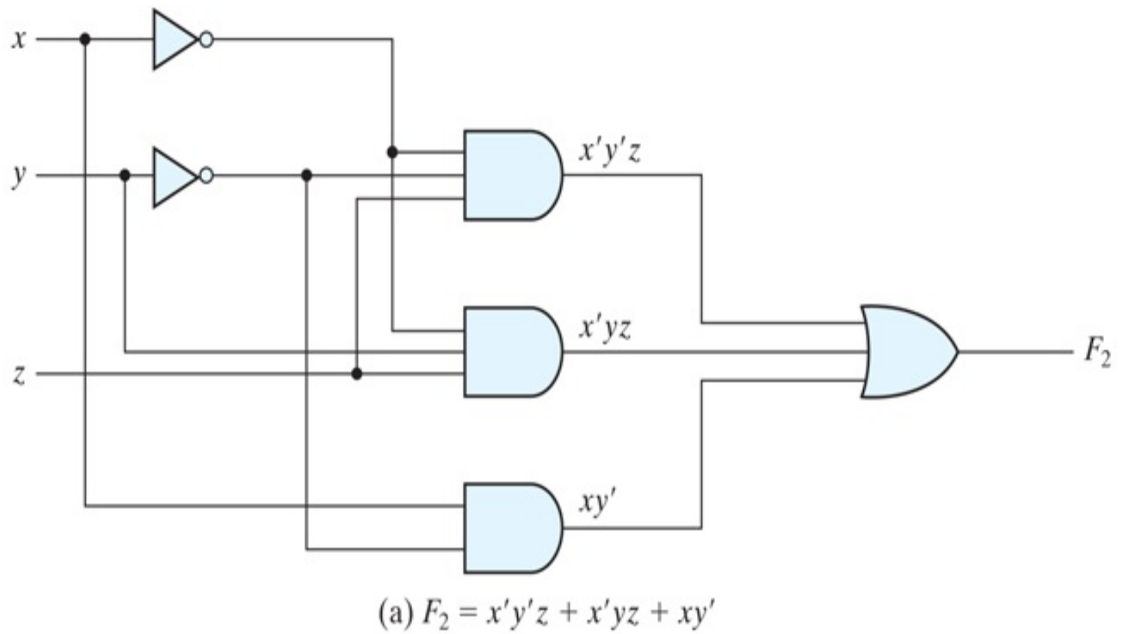 x
y
z
x′y′z
x′yz
xy′
F₂
(a) F₂ = x′y′z + x′yz + xy′